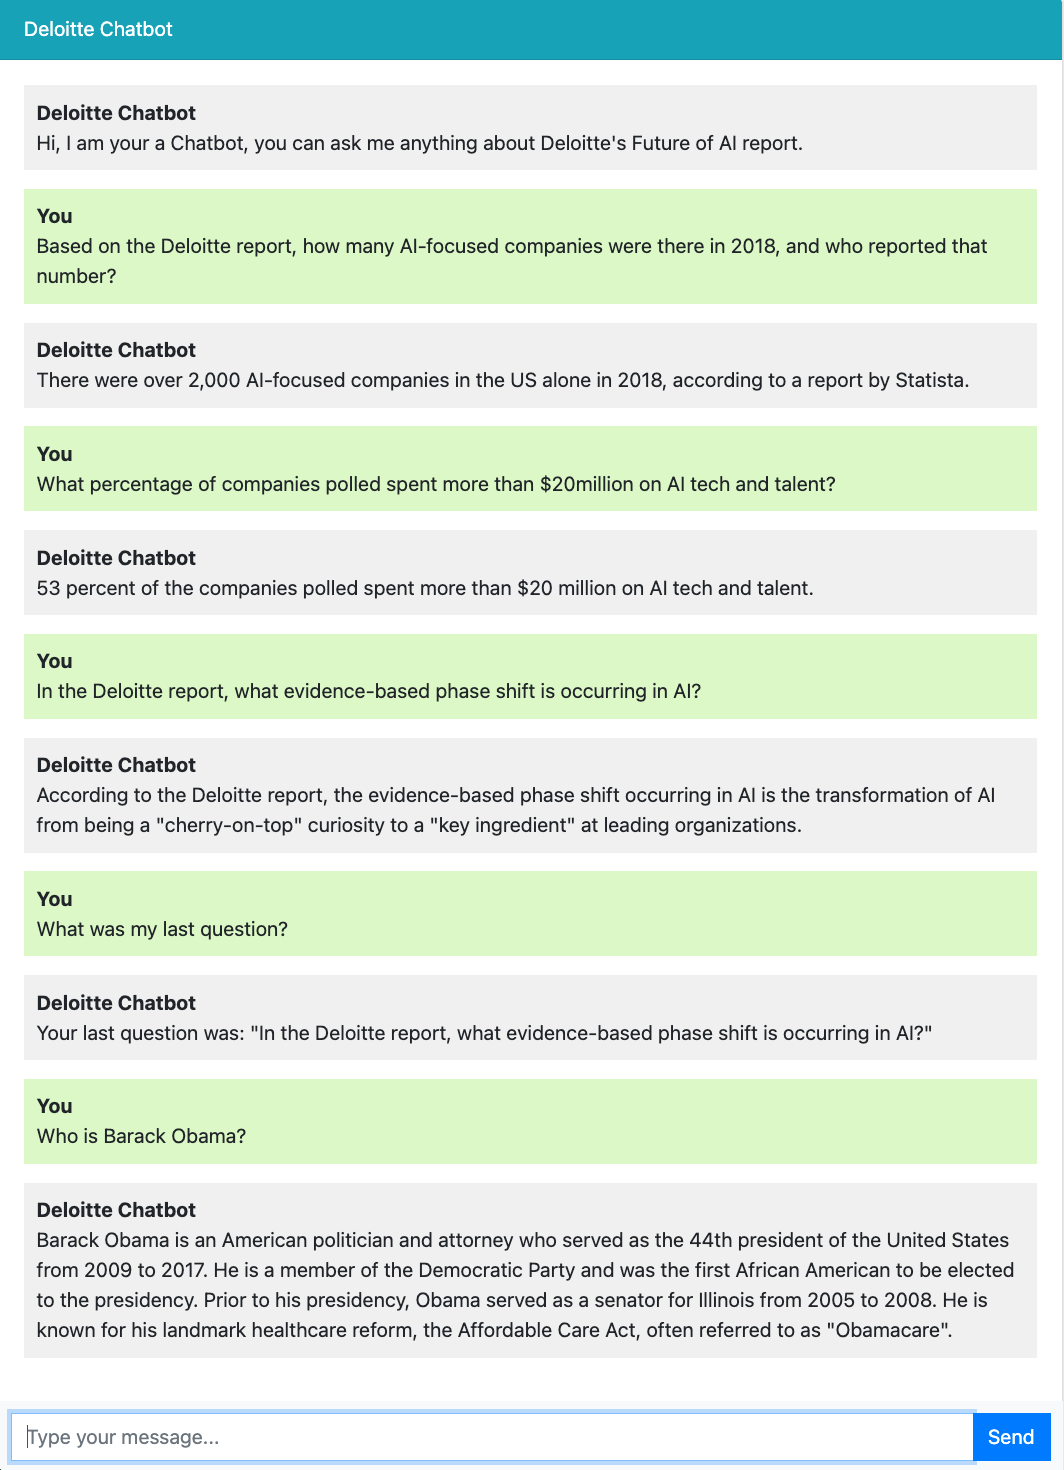 Deloitte Chatbot
Deloitte Chatbot
Hi, I am your a Chatbot, you can ask me anything about Deloitte's Future of AI report.
You
Based on the Deloitte report, how many AI-focused companies were there in 2018, and who reported that
number?
Deloitte Chatbot
There were over 2,000 AI-focused companies in the US alone in 2018, according to a report by Statista.
You
What percentage of companies polled spent more than $20million on AI tech and talent?
Deloitte Chatbot
53 percent of the companies polled spent more than $20 million on AI tech and talent.
You
In the Deloitte report, what evidence-based phase shift is occurring in AI?
Deloitte Chatbot
According to the Deloitte report, the evidence-based phase shift occurring in AI is the transformation of AI
from being a "cherry-on-top" curiosity to a "key ingredient" at leading organizations.
You
What was my last question?
Deloitte Chatbot
Your last question was: "In the Deloitte report, what evidence-based phase shift is occurring in AI?"
You
Who is Barack Obama?
Deloitte Chatbot
Barack Obama is an American politician and attorney who served as the 44th president of the United States
from 2009 to 2017. He is a member of the Democratic Party and was the first African American to be elected
to the presidency. Prior to his presidency, Obama served as a senator for Illinois from 2005 to 2008. He is
known for his landmark healthcare reform, the Affordable Care Act, often referred to as "Obamacare".
Type your message...
Send